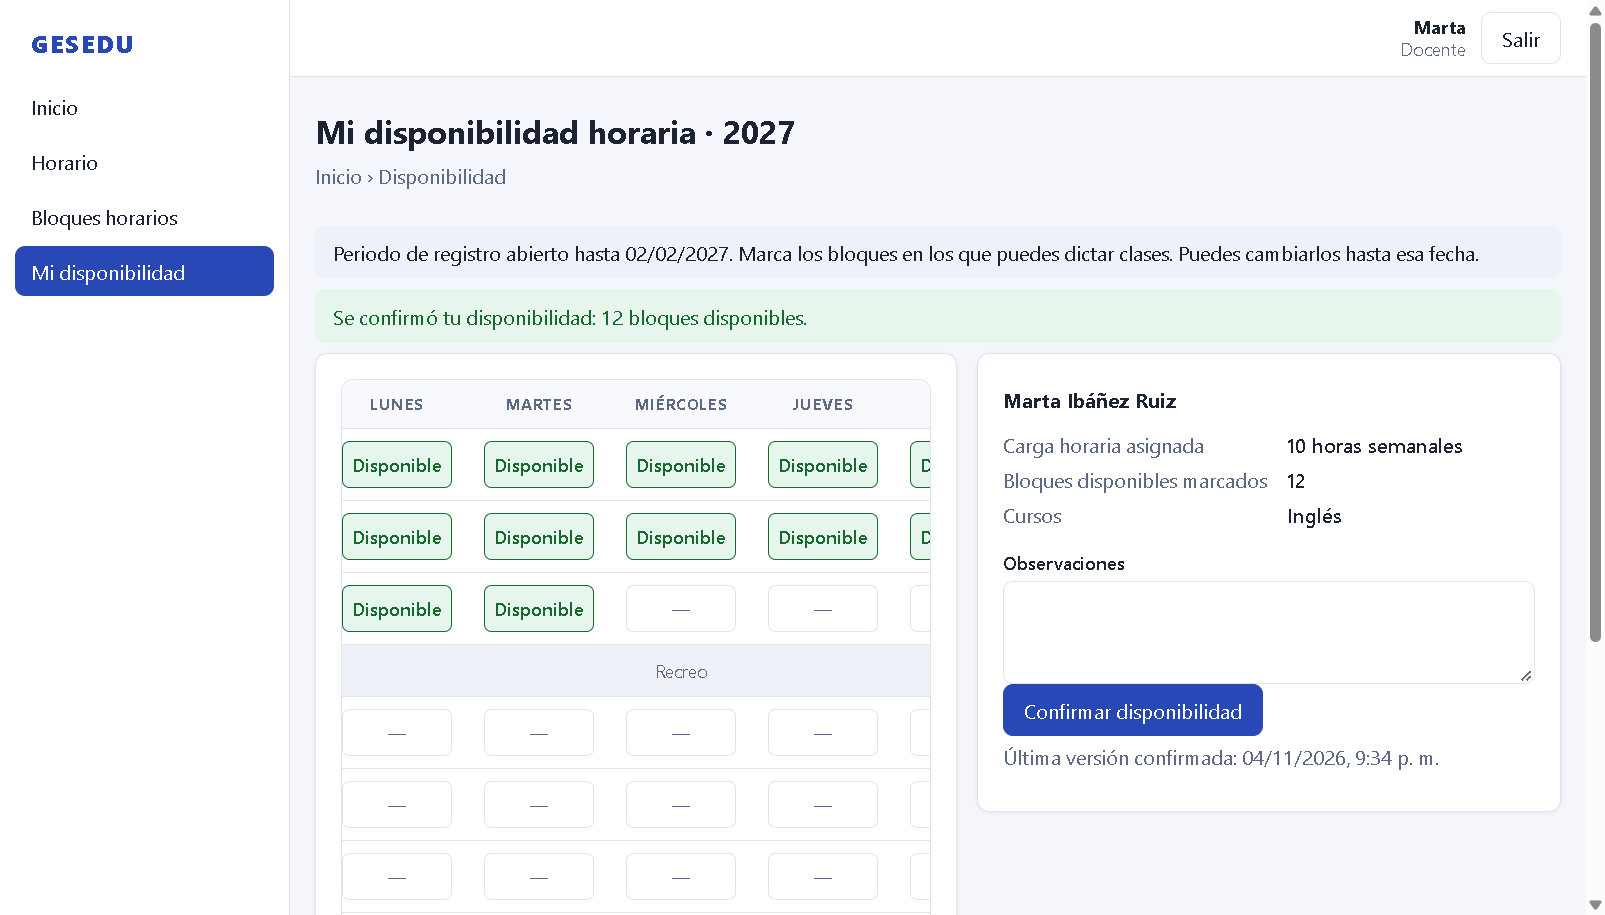 GESEDU
Inicio
Horario
Bloques horarios
Mi disponibilidad
Marta
Docente
Salir
Mi disponibilidad horaria · 2027
Inicio › Disponibilidad
Periodo de registro abierto hasta 02/02/2027. Marca los bloques en los que puedes dictar clases. Puedes cambiarlos hasta esa fecha.
Se confirmó tu disponibilidad: 12 bloques disponibles.
LUNES MARTES MIÉRCOLES JUEVES
Disponible Disponible Disponible Disponible D
Disponible Disponible Disponible Disponible D
Disponible Disponible — —
Recreo
— — — —
— — — —
— — — —
Marta Ibáñez Ruiz
Carga horaria asignada 10 horas semanales
Bloques disponibles marcados 12
Cursos Inglés
Observaciones
Confirmar disponibilidad
Última versión confirmada: 04/11/2026, 9:34 p. m.